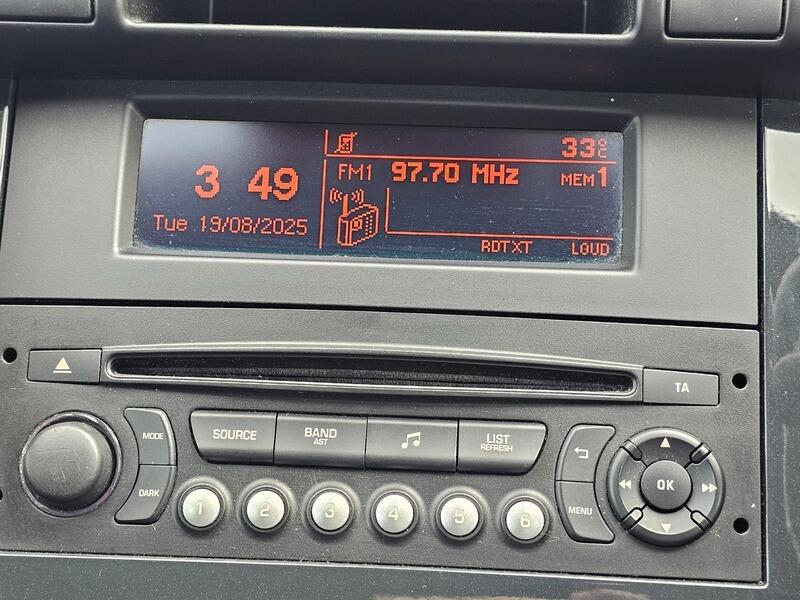 3 49
Tue 19/08/2025
33°C
FM1 97.70 MHz MEM1
RDTXT LOUD
TA
MODE
SOURCE
BAND
AST
LIST
REFRESH
DARK
1 2 3 4 5 6
MENU
OK